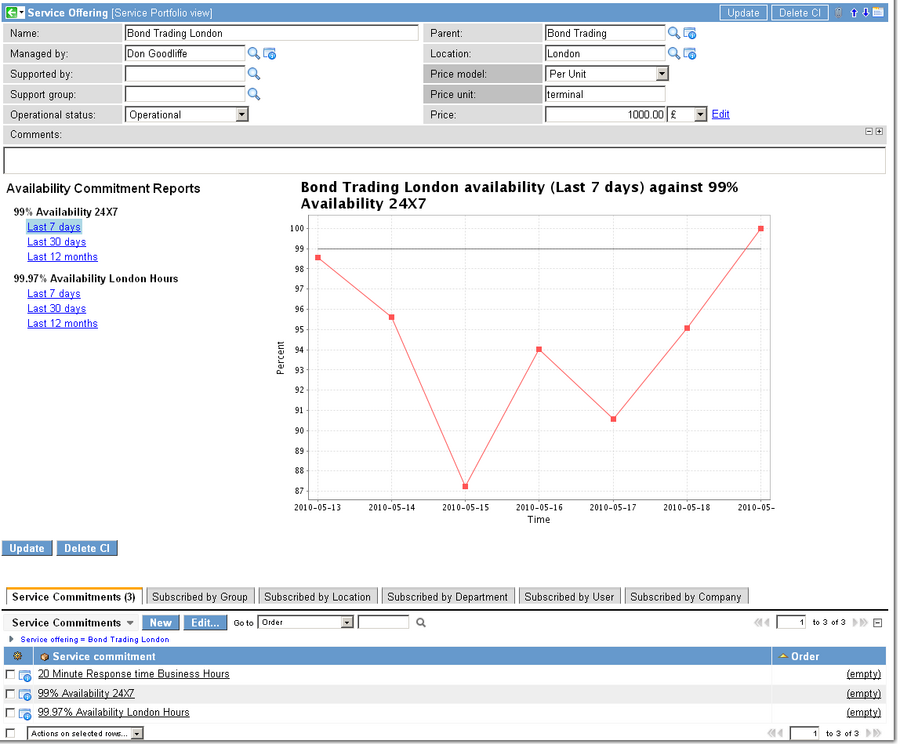 Service Offering [Service Portfolio view] Update Delete CI
Name: Bond Trading London Parent: Bond Trading
Managed by: Don Goodliffe Location: London
Supported by: Price model: Per Unit
Support group: Price unit: terminal
Operational status: Operational Price: 1000.00 £ Edit
Comments:
Availability Commitment Reports
99% Availability 24X7
Last 7 days
Last 30 days
Last 12 months
99.97% Availability London Hours
Last 7 days
Last 30 days
Last 12 months
Bond Trading London availability (Last 7 days) against 99%
Availability 24X7
100
99
98
97
96
95
94
93
92
91
90
89
88
87
Percent
2010-05-13 2010-05-14 2010-05-15 2010-05-16 2010-05-17 2010-05-18 2010-05-
Time
Update Delete CI
Service Commitments (3) Subscribed by Group Subscribed by Location Subscribed by Department Subscribed by User Subscribed by Company
Service Commitments New Edit... Go to Order 1 to 3 of 3
Service offering = Bond Trading London
Service commitment Order
20 Minute Response time Business Hours (empty)
99% Availability 24X7 (empty)
99.97% Availability London Hours (empty)
Actions on selected rows... 1 to 3 of 3